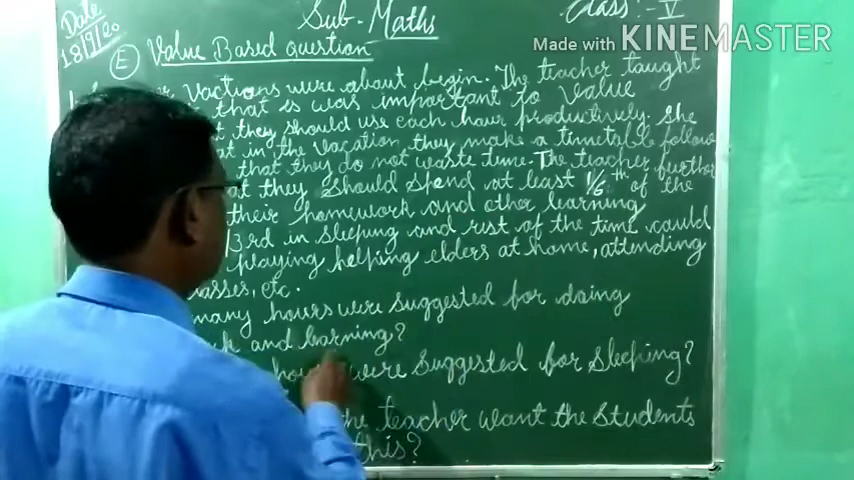 Date
18/9/20
Sub-Maths
Class:- V
Made with KINEMASTER
(E) Value Based question
vactions were about begin. The teacher taught
that is was important to value
they should use each hour productively. She
in the vacation they make a timetable follow
that they do not waste time. The teacher further
they should spend at least 1/6th of the
their homework and other learning
3rd in sleeping and rest of the time could
playing helping elders at home, attending
etc.
many hours were suggested for doing
and learning?
were suggested for sleeping?
the teacher want the students
this?